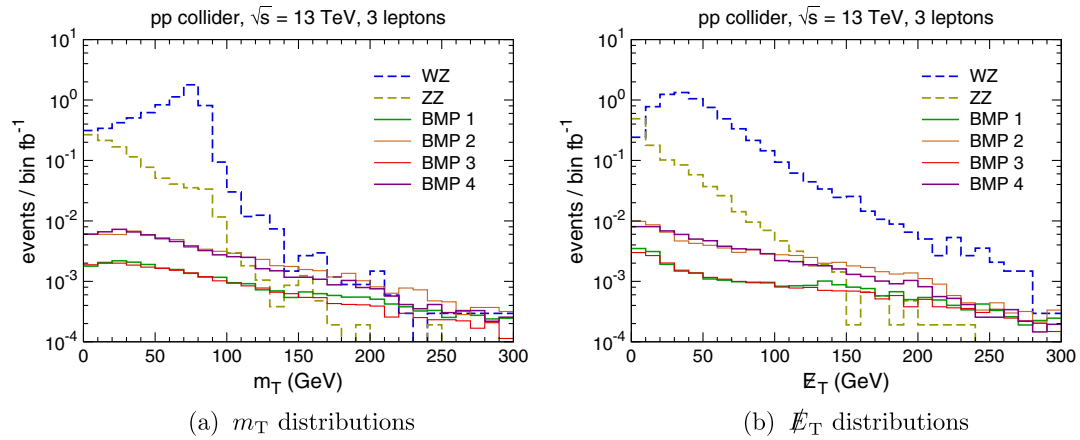 pp collider, √s = 13 TeV, 3 leptons
events / bin fb⁻¹
10¹
10⁰
10⁻¹
10⁻²
10⁻³
10⁻⁴
WZ
ZZ
BMP 1
BMP 2
BMP 3
BMP 4
0 50 100 150 200 250 300
m_T (GeV)
(a) m_T distributions
pp collider, √s = 13 TeV, 3 leptons
events / bin fb⁻¹
10¹
10⁰
10⁻¹
10⁻²
10⁻³
10⁻⁴
WZ
ZZ
BMP 1
BMP 2
BMP 3
BMP 4
0 50 100 150 200 250 300
E̸_T (GeV)
(b) E̸_T distributions